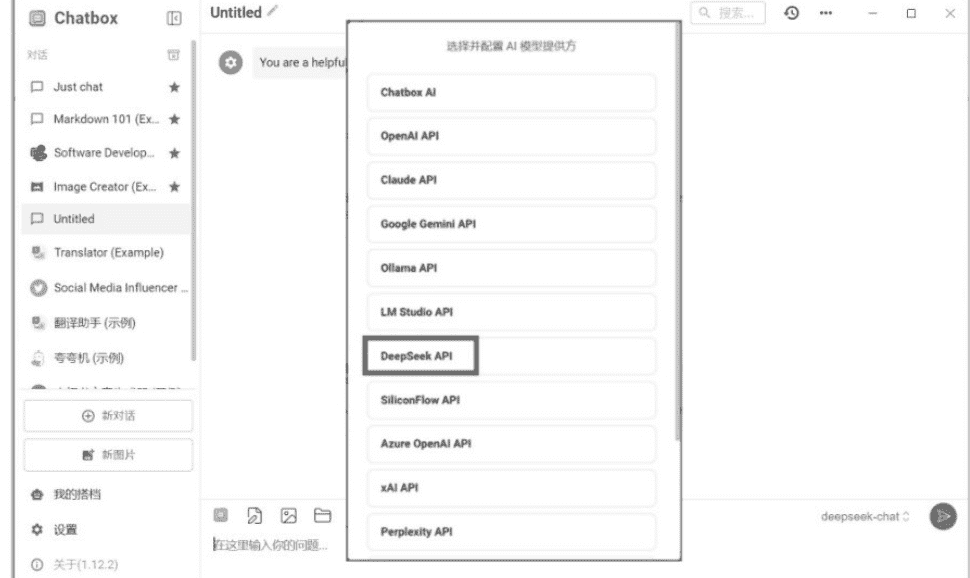 Chatbox
对话
Just chat
Markdown 101 (Ex...
Software Develop...
Image Creator (Ex...
Untitled
Translator (Example)
Social Media Influencer ...
翻译助手 (示例)
夸夸机 (示例)
新对话
新图片
我的搭档
设置
关于(1.12.2)
Untitled
搜索...
You are a helpful
选择并配置 AI 模型提供方
Chatbox AI
OpenAI API
Claude API
Google Gemini API
Ollama API
LM Studio API
DeepSeek API
SiliconFlow API
Azure OpenAI API
xAI API
Perplexity API
在这里输入你的问题...
deepseek-chat